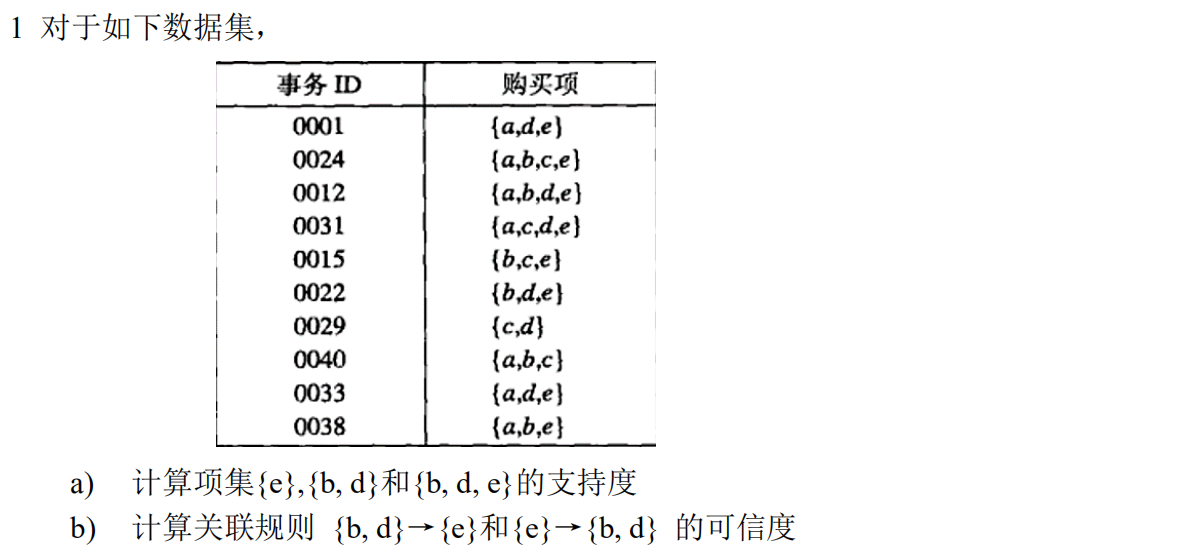 1 对于如下数据集，
事务 ID 购买项
0001 {a,d,e}
0024 {a,b,c,e}
0012 {a,b,d,e}
0031 {a,c,d,e}
0015 {b,c,e}
0022 {b,d,e}
0029 {c,d}
0040 {a,b,c}
0033 {a,d,e}
0038 {a,b,e}
a) 计算项集{e},{b, d}和{b, d, e}的支持度
b) 计算关联规则 {b, d}→{e}和{e}→{b, d} 的可信度